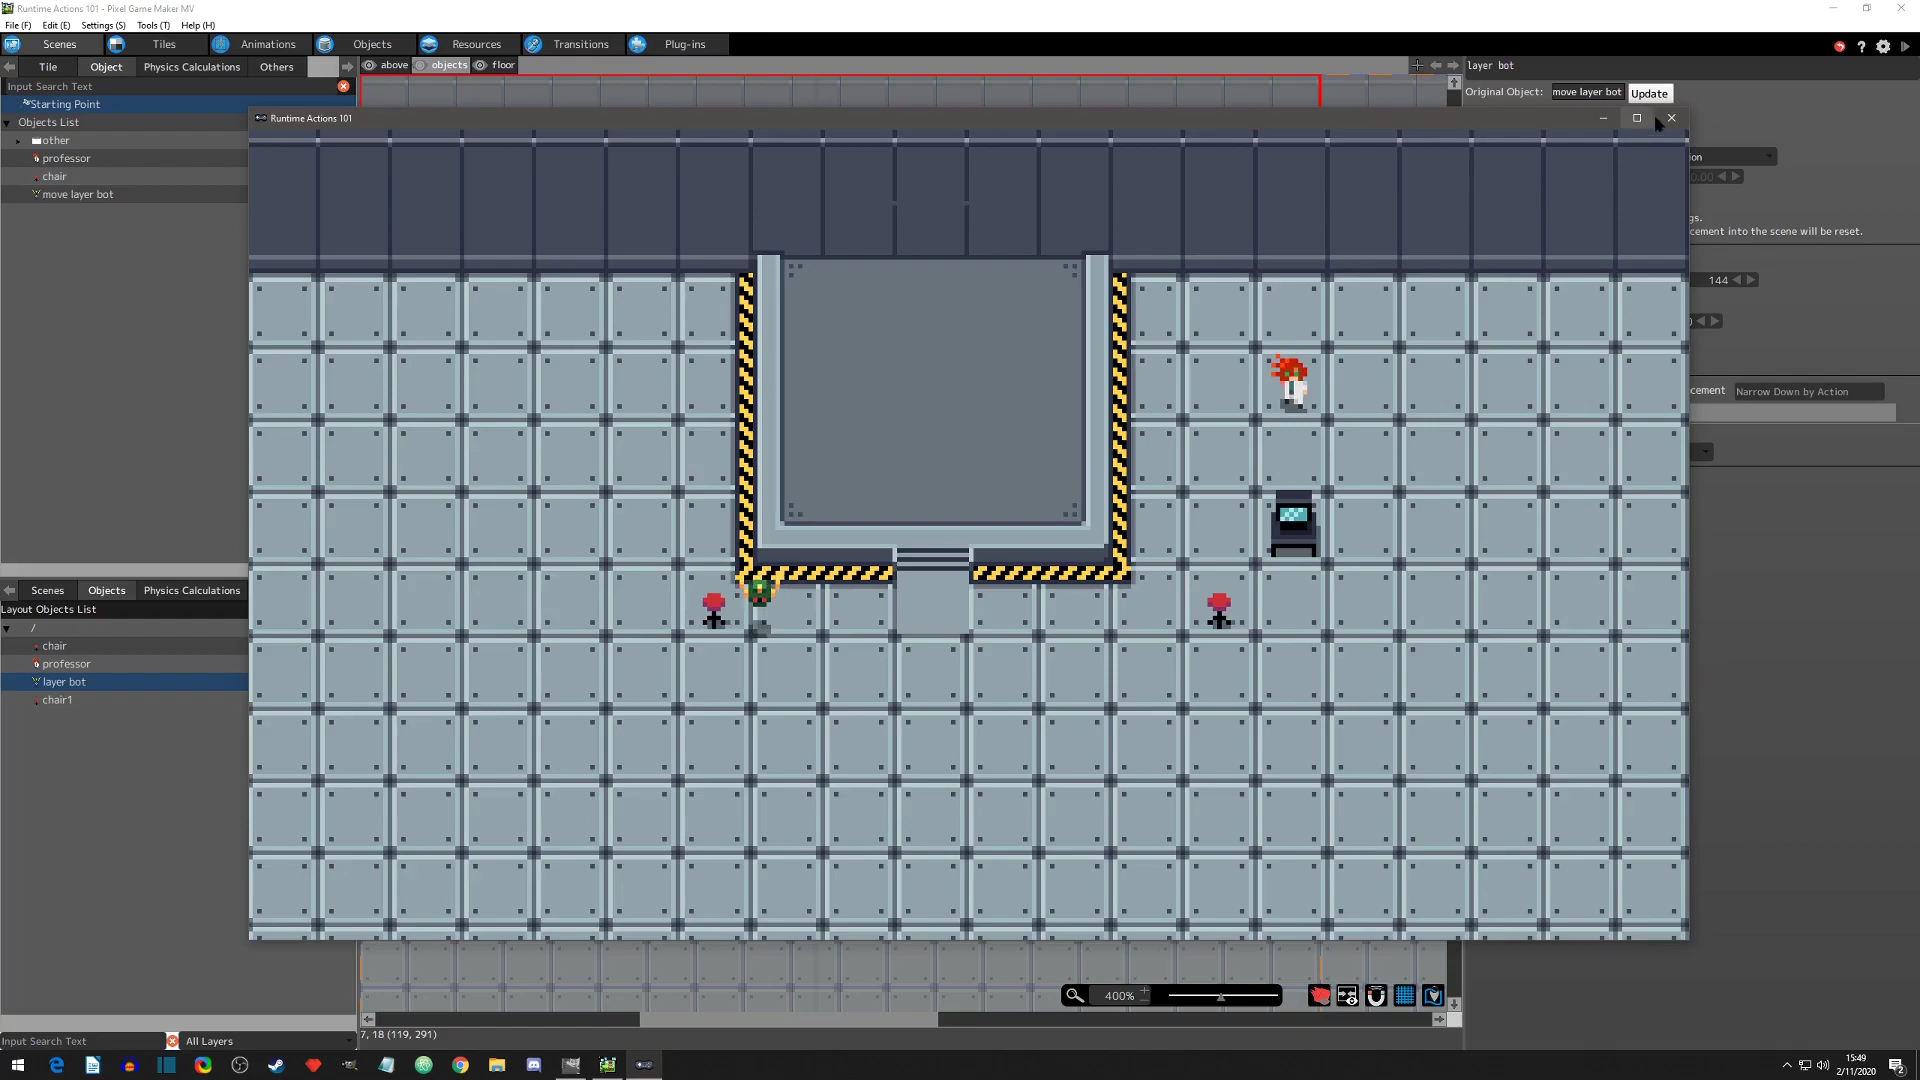 Runtime Actions 101 - Pixel Game Maker MV
File (F) Edit (E) Settings (S) Tools (T) Help (H)
Scenes Tiles Animations Objects Resources Transitions Plug-ins
Tile Object Physics Calculations Others above objects floor layer bot
Input Search Text
Original Object: move layer bot Update
Starting Point
Runtime Actions 101
Objects List
other
professor
chair
move layer bot
ion
0.00
gs.
cement into the scene will be reset.
144
cement Narrow Down by Action
Scenes Objects Physics Calculations
Layout Objects List
/
chair
professor
layer bot
chair1
400%
7, 18 (119, 291)
Input Search Text All Layers
15:49
2/11/2020
2